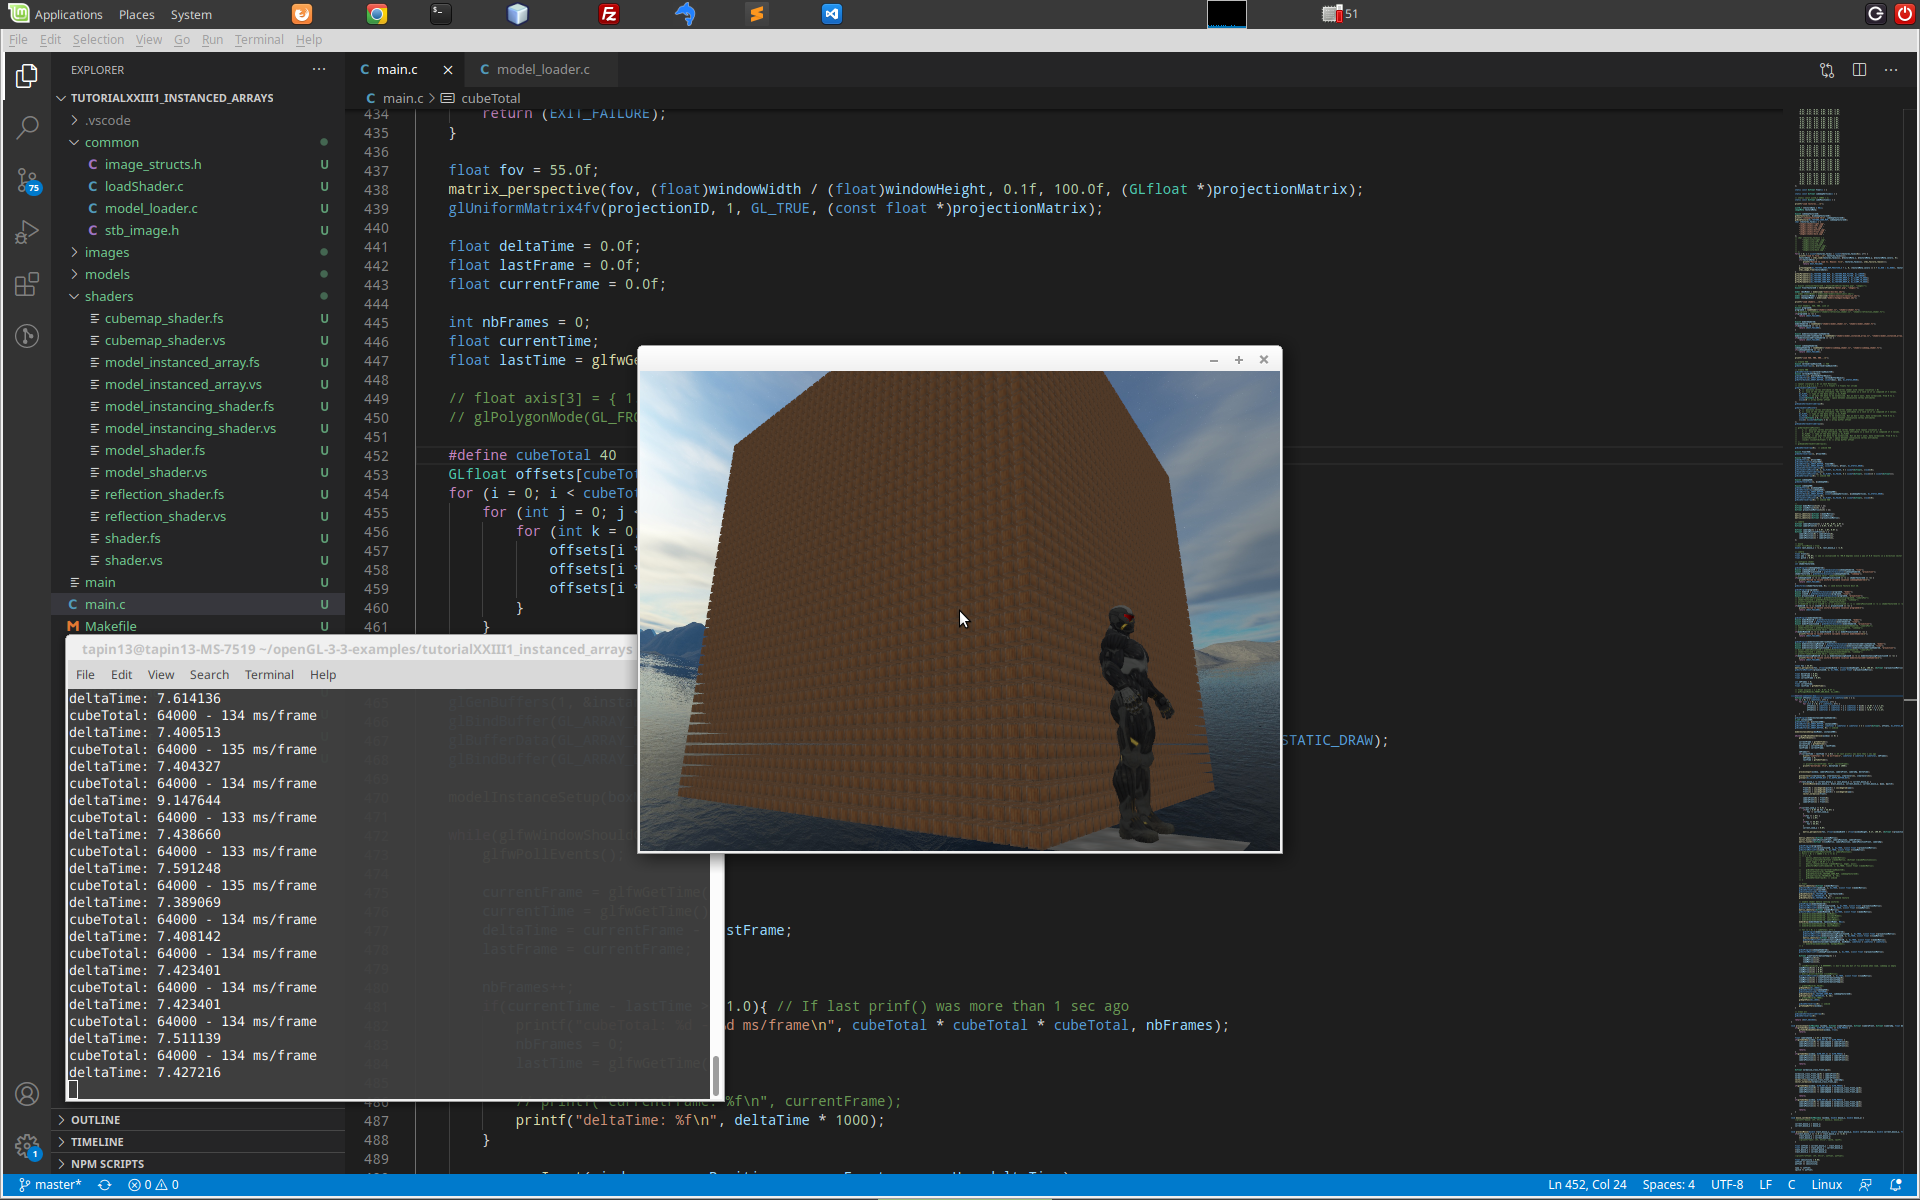 Applications Places System
51
File Edit Selection View Go Run Terminal Help
EXPLORER
TUTORIALXXIII1_INSTANCED_ARRAYS
.vscode
common
image_structs.h U
loadShader.c U
model_loader.c U
stb_image.h U
images
models
shaders
cubemap_shader.fs U
cubemap_shader.vs U
model_instanced_array.fs U
model_instanced_array.vs U
model_instancing_shader.fs U
model_instancing_shader.vs U
model_shader.fs U
model_shader.vs U
reflection_shader.fs U
reflection_shader.vs U
shader.fs U
shader.vs U
main U
main.c U
Makefile U
75
1
OUTLINE
TIMELINE
NPM SCRIPTS
main.c model_loader.c
main.c > cubeTotal
434 return (EXIT_FAILURE);
435 }
436
437 float fov = 55.0f;
438 matrix_perspective(fov, (float)windowWidth / (float)windowHeight, 0.1f, 100.0f, (GLfloat *)projectionMatrix);
439 glUniformMatrix4fv(projectionID, 1, GL_TRUE, (const float *)projectionMatrix);
440
441 float deltaTime = 0.0f;
442 float lastFrame = 0.0f;
443 float currentFrame = 0.0f;
444
445 int nbFrames = 0;
446 float currentTime;
447 float lastTime = glfwGe
448
449 // float axis[3] = { 1
450 // glPolygonMode(GL_FRO
451
452 #define cubeTotal 40
453 GLfloat offsets[cubeTot
454 for (i = 0; i < cubeTot
455 for (int j = 0; j <
456 for (int k = 0
457 offsets[i *
458 offsets[i *
459 offsets[i *
460 }
461 }
STATIC_DRAW);
stFrame;
1.0){ // If last prinf() was more than 1 sec ago
d ms/frame\n", cubeTotal * cubeTotal * cubeTotal, nbFrames);
%f\n", currentFrame);
487 printf("deltaTime: %f\n", deltaTime * 1000);
488 }
489
tapin13@tapin13-MS-7519 ~/openGL-3-3-examples/tutorialXXIII1_instanced_arrays
File Edit View Search Terminal Help
deltaTime: 7.614136
cubeTotal: 64000 - 134 ms/frame
deltaTime: 7.400513
cubeTotal: 64000 - 135 ms/frame
deltaTime: 7.404327
cubeTotal: 64000 - 134 ms/frame
deltaTime: 9.147644
cubeTotal: 64000 - 133 ms/frame
deltaTime: 7.438660
cubeTotal: 64000 - 133 ms/frame
deltaTime: 7.591248
cubeTotal: 64000 - 135 ms/frame
deltaTime: 7.389069
cubeTotal: 64000 - 134 ms/frame
deltaTime: 7.408142
cubeTotal: 64000 - 134 ms/frame
deltaTime: 7.423401
cubeTotal: 64000 - 134 ms/frame
deltaTime: 7.423401
cubeTotal: 64000 - 134 ms/frame
deltaTime: 7.511139
cubeTotal: 64000 - 134 ms/frame
deltaTime: 7.427216
master* 0 0 Ln 452, Col 24 Spaces: 4 UTF-8 LF C Linux